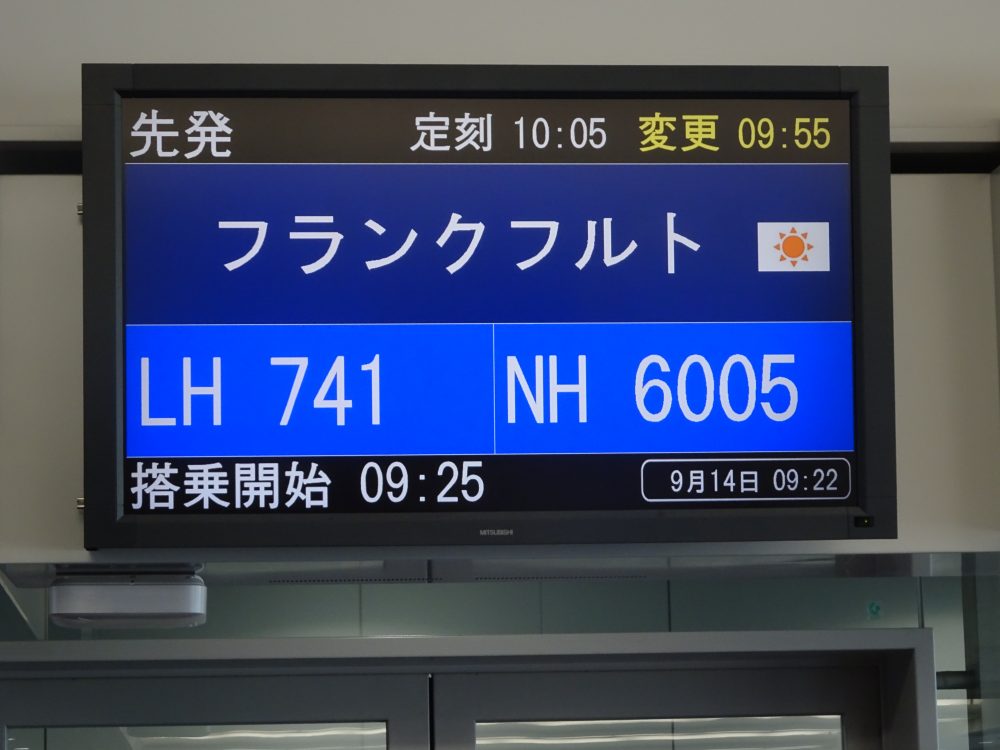 先発 定刻 10:05 変更 09:55
フランクフルト
LH 741 NH 6005
搭乗開始 09:25 9月14日 09:22
MITSUBISHI